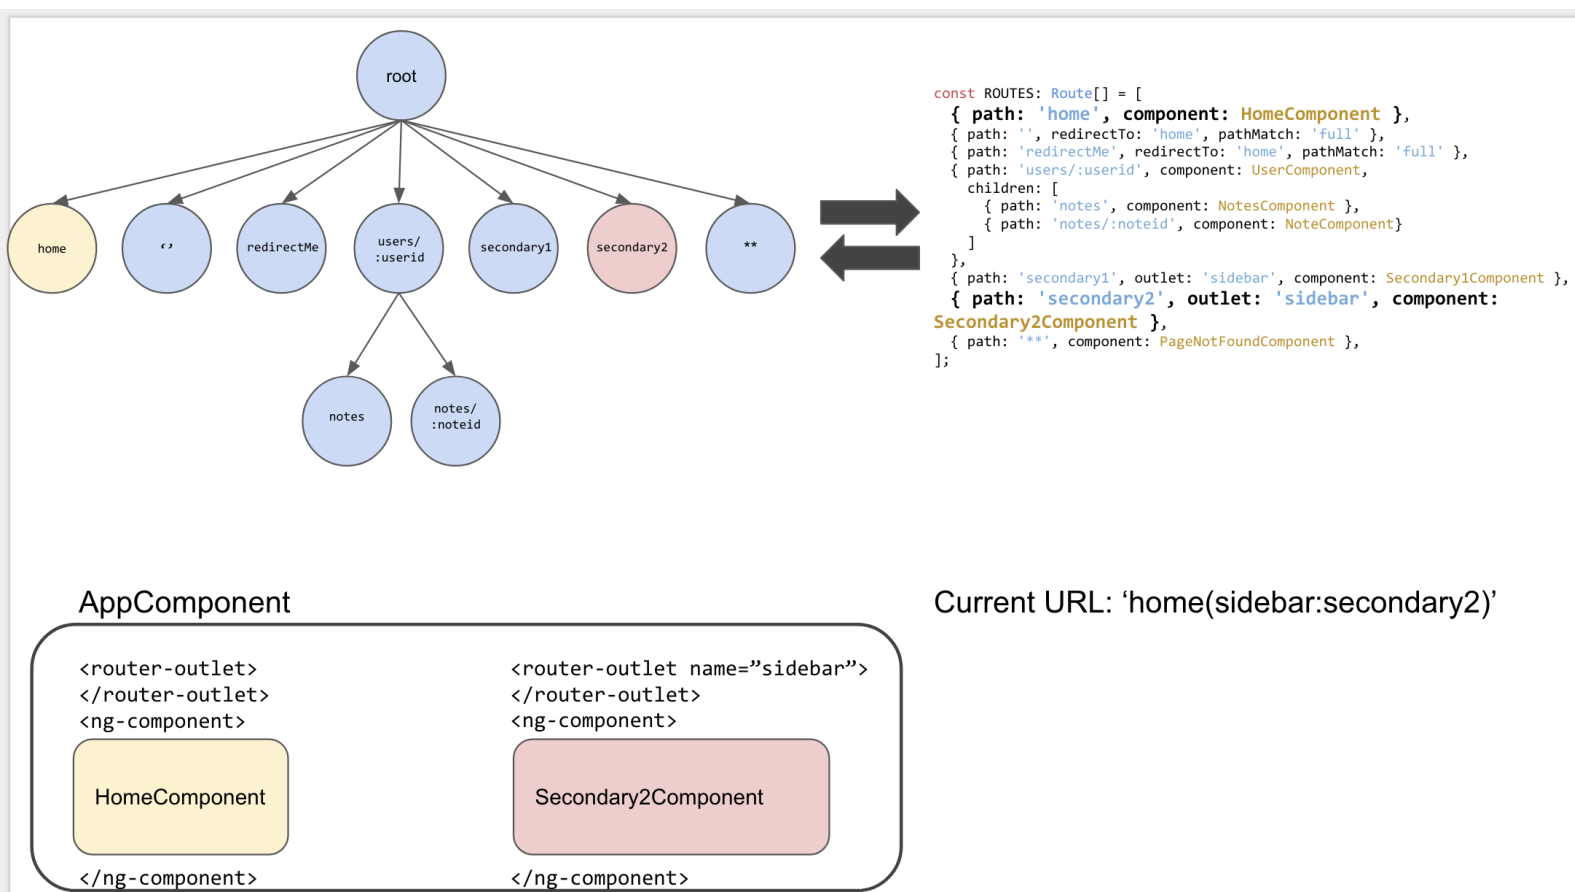 root
home
‘’
redirectMe
users/
:userid
secondary1
secondary2
**
notes
notes/
:noteid
const ROUTES: Route[] = [
{ path: 'home', component: HomeComponent },
{ path: '', redirectTo: 'home', pathMatch: 'full' },
{ path: 'redirectMe', redirectTo: 'home', pathMatch: 'full' },
{ path: 'users/:userid', component: UserComponent,
children: [
{ path: 'notes', component: NotesComponent },
{ path: 'notes/:noteid', component: NoteComponent}
]
},
{ path: 'secondary1', outlet: 'sidebar', component: Secondary1Component },
{ path: 'secondary2', outlet: 'sidebar', component:
Secondary2Component },
{ path: '**', component: PageNotFoundComponent },
];
AppComponent
Current URL: ‘home(sidebar:secondary2)’
<router-outlet>
</router-outlet>
<ng-component>
HomeComponent
</ng-component>
<router-outlet name=”sidebar”>
</router-outlet>
<ng-component>
Secondary2Component
</ng-component>